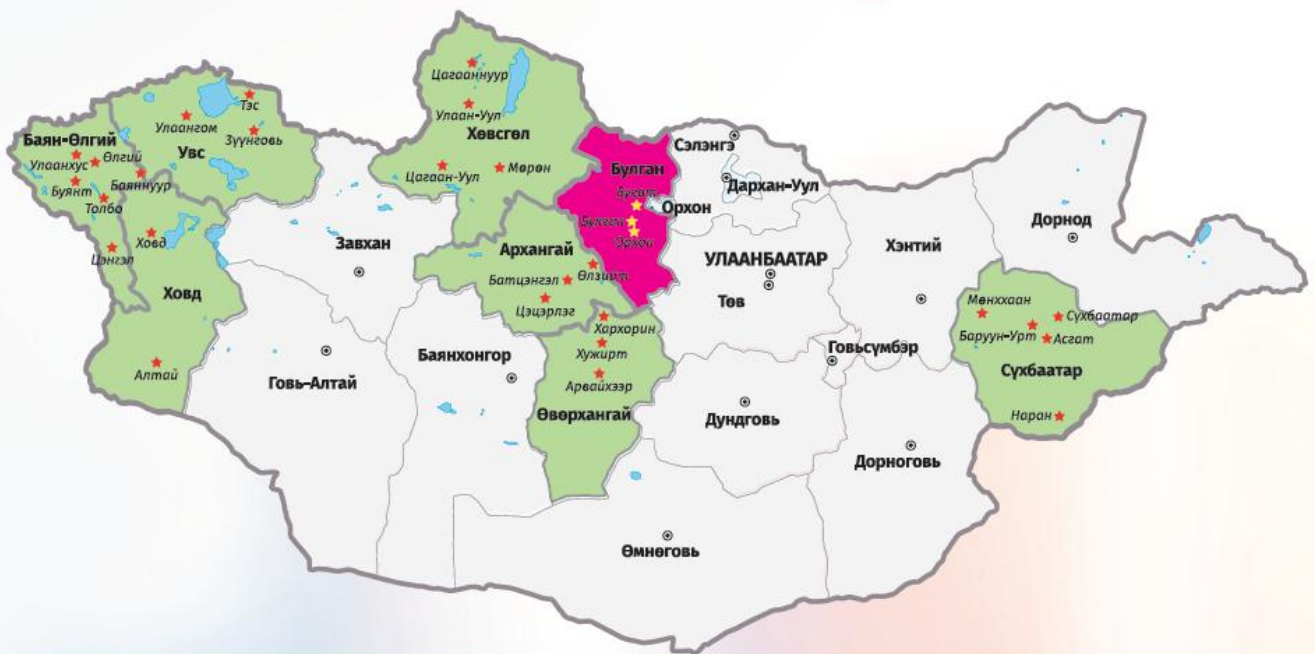 Цагааннуур
Тэс
Улаан-Уул
Улаангом
Зүүнговь
Баян-Өлгий
Хөвсгөл
Сэлэнгэ
Увс
Улаанхус
Өлгий
Булган
Цагаан-Уул
Мөрөн
Баяннуур
Буянт
Дархан-Уул
Бугат
Толбо
Орхон
Дорнод
Булган
Ховд
Орхон
Завхан
Архангай
Хэнтий
Цэнгэл
УЛААНБААТАР
Өлзийт
Батцэнгэл
Ховд
Төв
Цэцэрлэг
Мөнххаан
Хархорин
Сүхбаатар
Баруун-Урт
Асгат
Хужирт
Говьсүмбэр
Баянхонгор
Алтай
Сүхбаатар
Говь-Алтай
Арвайхээр
Өвөрхангай
Дундговь
Наран
Дорноговь
Өмнөговь